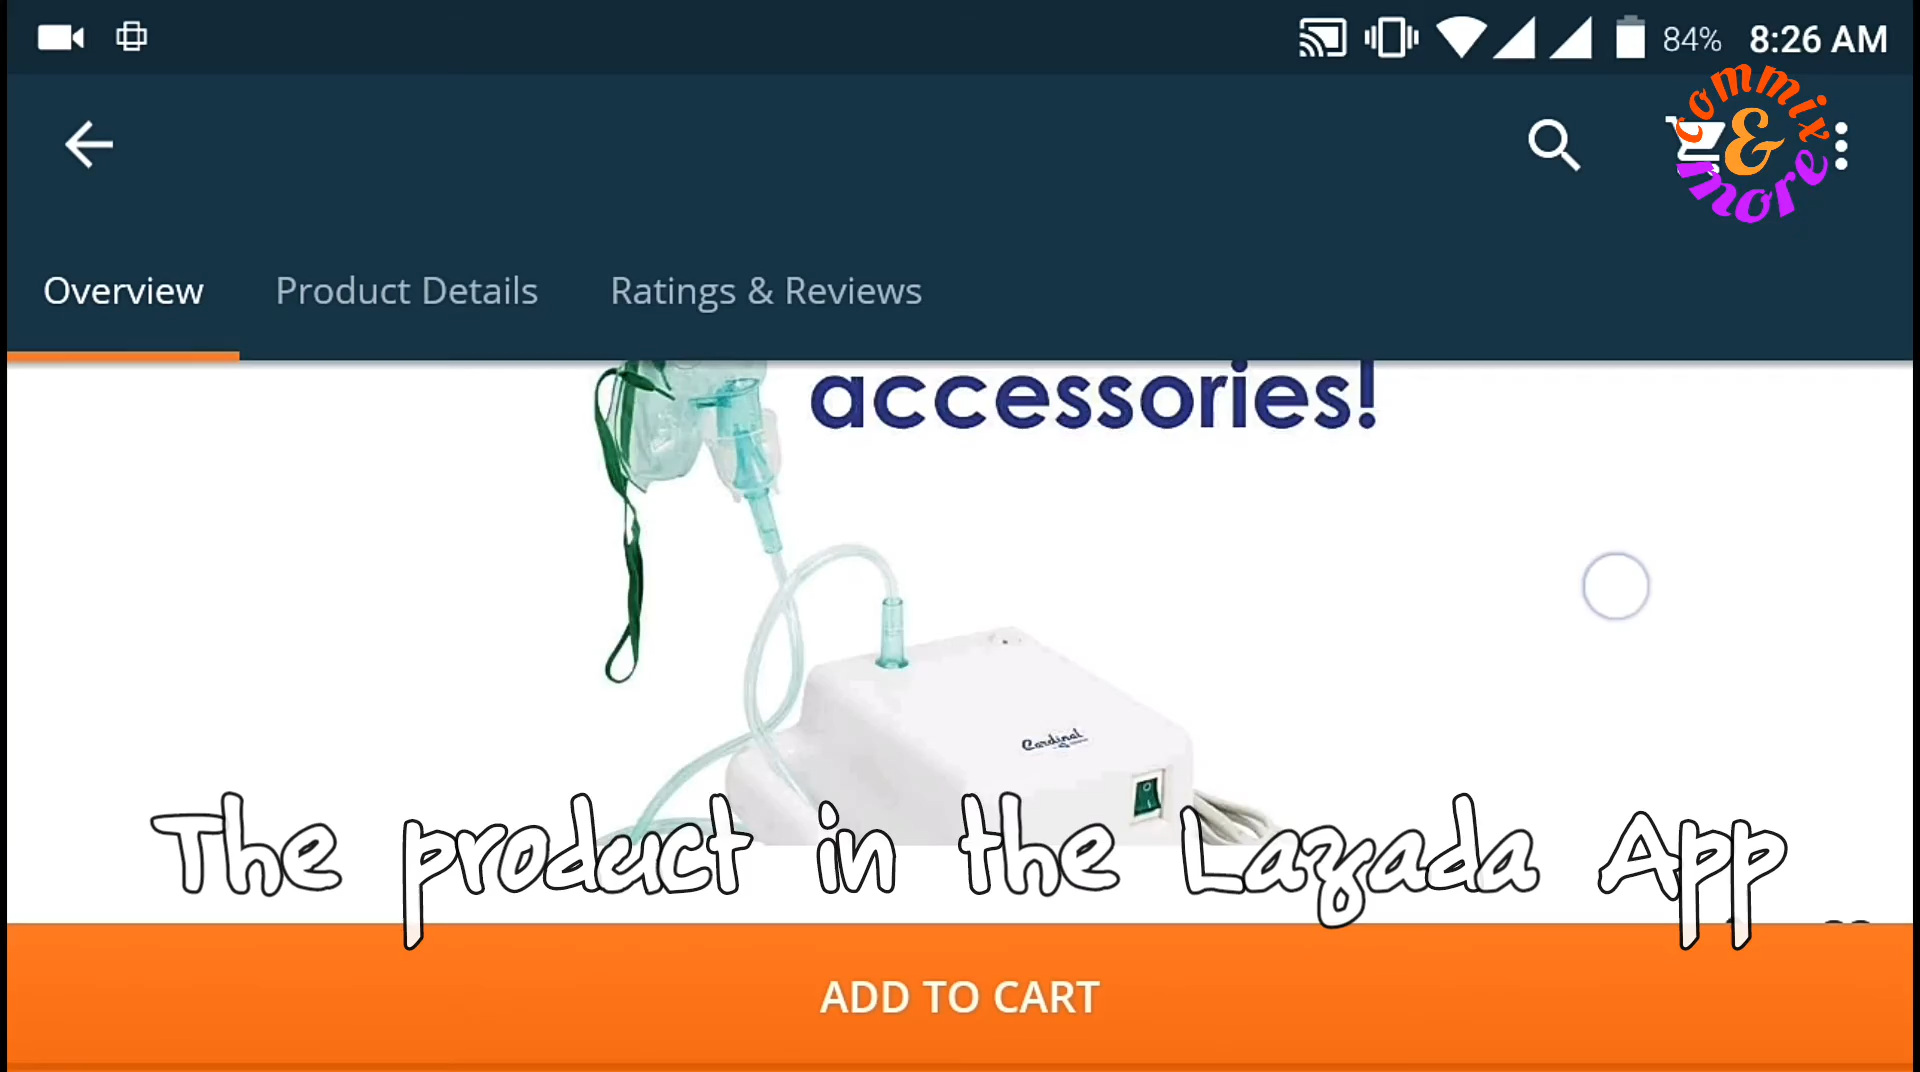 84% 8:26 AM
commix
&
more
Overview Product Details Ratings & Reviews
accessories!
Cardinal
The product in the Lazada App
ADD TO CART